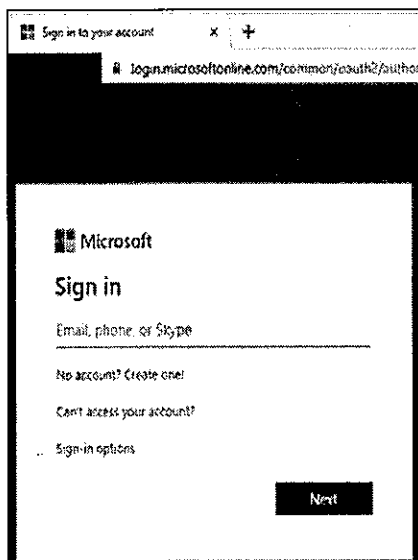 Sign in to your account
login.microsoftonline.com/common/oauth2/author
Microsoft
Sign in
Email, phone, or Skype
No account? Create one!
Can't access your account?
Sign-in options
Next